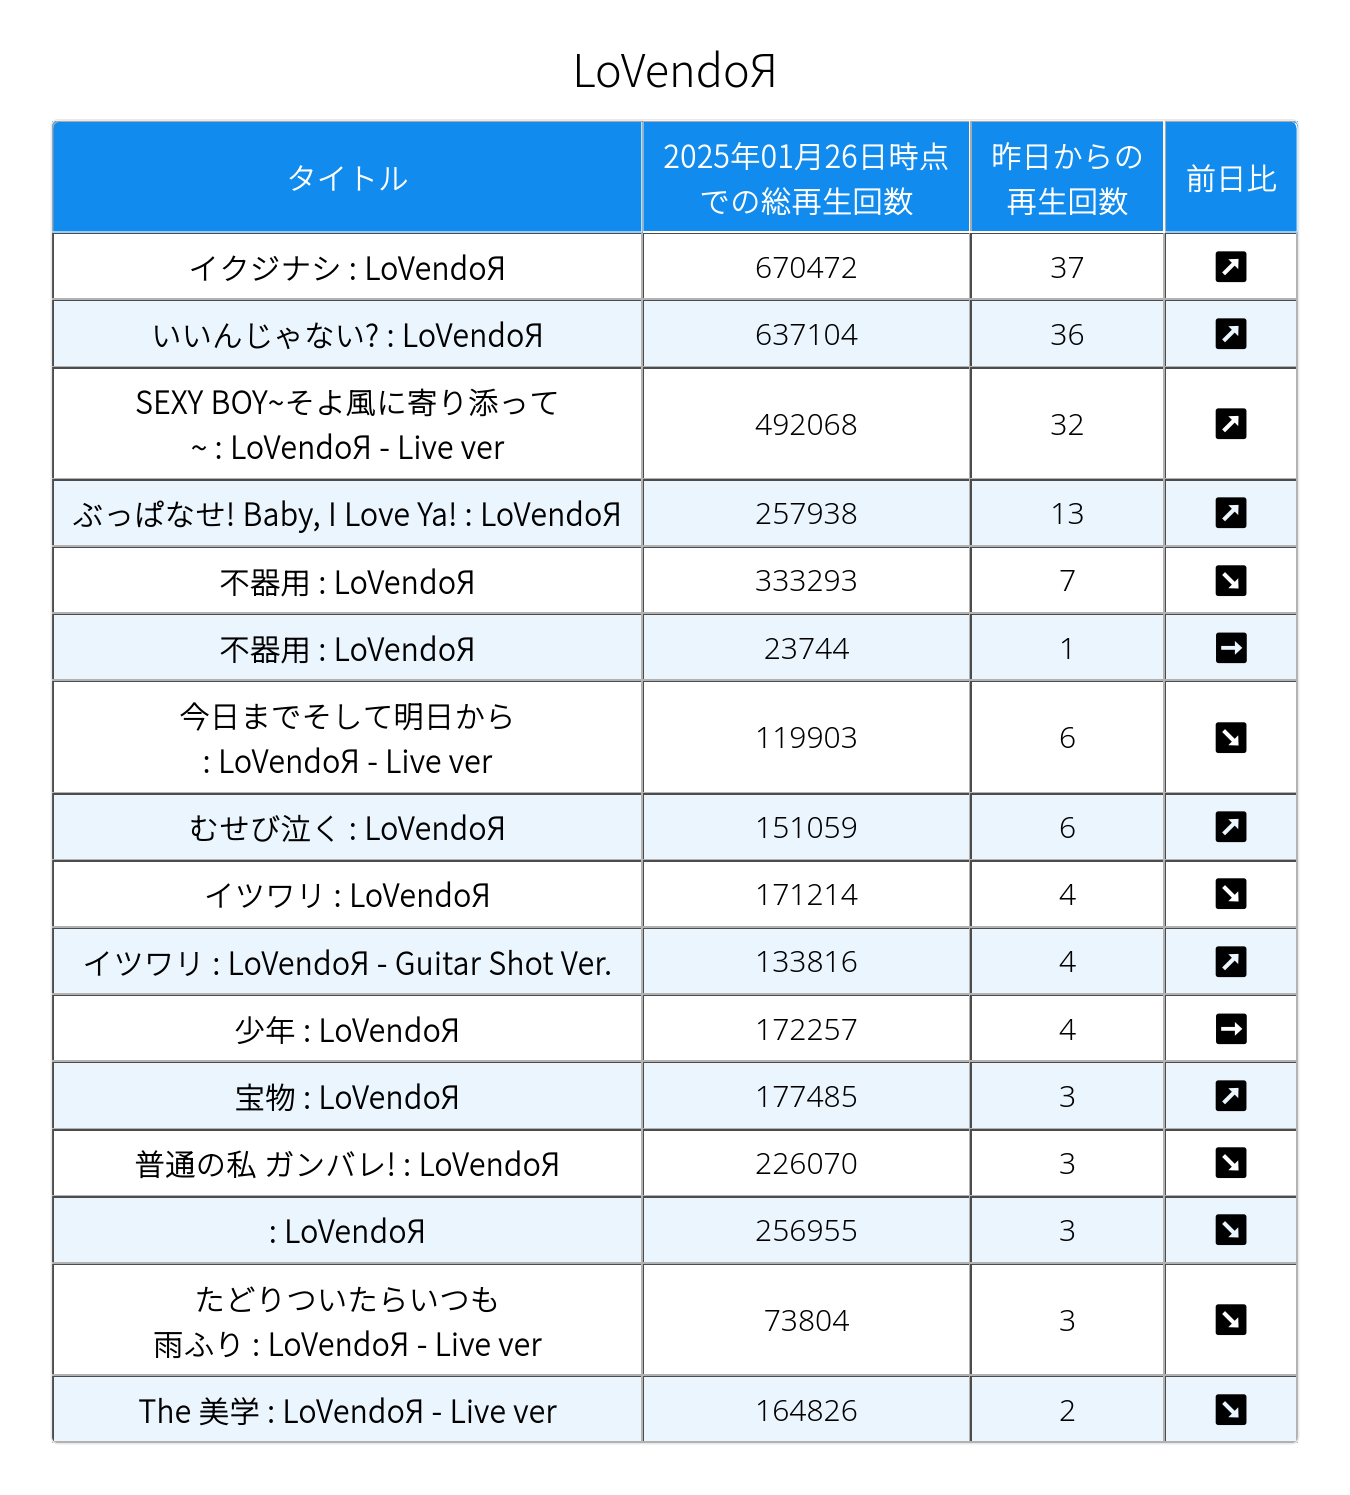 LoVendoЯ
タイトル
2025年01月26日時点
での総再生回数
昨日からの
再生回数
前日比
イクジナシ : LoVendoЯ 670472 37
いいんじゃない? : LoVendoЯ 637104 36
SEXY BOY~そよ風に寄り添って
~ : LoVendoЯ - Live ver
492068 32
ぶっぱなせ! Baby, I Love Ya! : LoVendoЯ 257938 13
不器用 : LoVendoЯ 333293 7
不器用 : LoVendoЯ 23744 1
今日までそして明日から
: LoVendoЯ - Live ver
119903 6
むせび泣く : LoVendoЯ 151059 6
イツワリ : LoVendoЯ 171214 4
イツワリ : LoVendoЯ - Guitar Shot Ver. 133816 4
少年 : LoVendoЯ 172257 4
宝物 : LoVendoЯ 177485 3
普通の私 ガンバレ! : LoVendoЯ 226070 3
: LoVendoЯ 256955 3
たどりついたらいつも
雨ふり : LoVendoЯ - Live ver
73804 3
The 美学 : LoVendoЯ - Live ver 164826 2